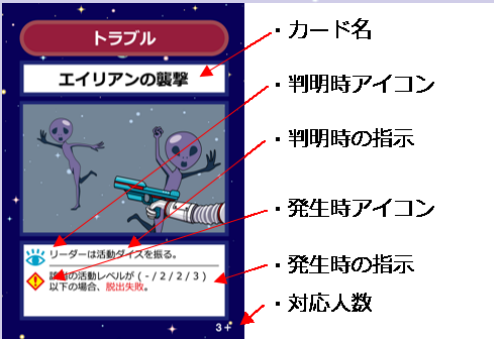 トラブル
エイリアンの襲撃
リーダーは活動ダイスを振る。
の活動レベルが(-/2/2/3)
以下の場合、脱出失敗。
3+
・カード名
・判明時アイコン
・判明時の指示
・発生時アイコン
・発生時の指示
・対応人数